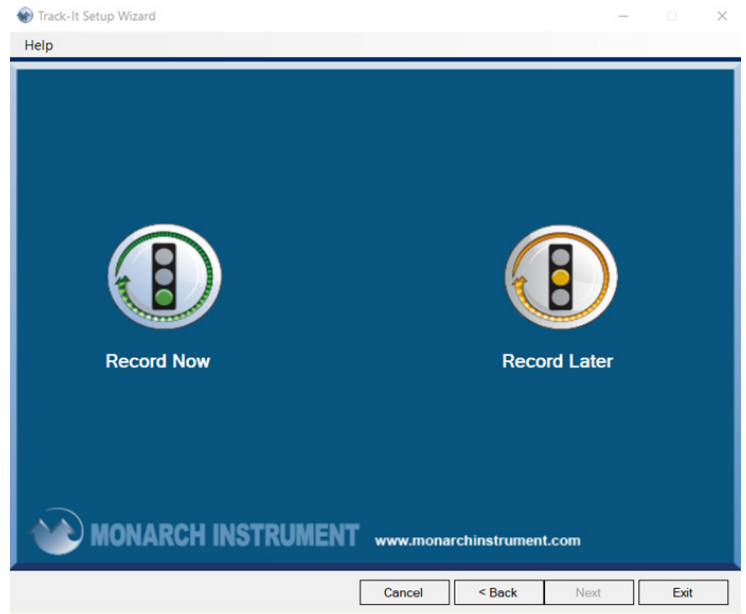 Track-It Setup Wizard
Help
Record Now
Record Later
MONARCH INSTRUMENT www.monarchinstrument.com
Cancel
< Back
Next
Exit